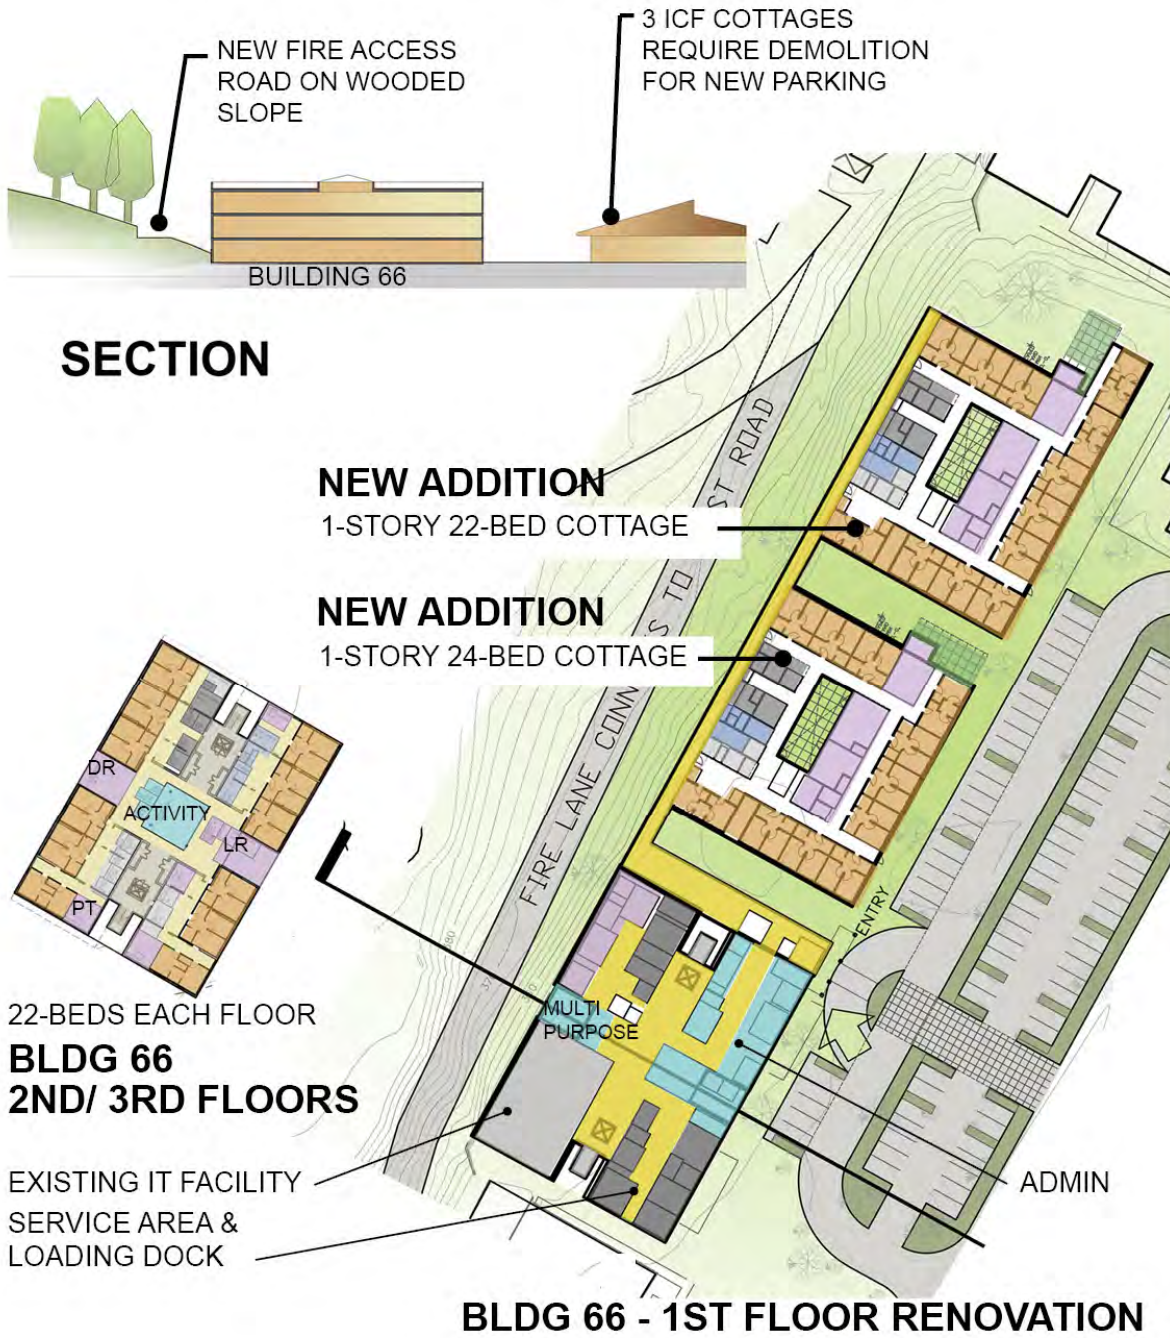 NEW FIRE ACCESS
ROAD ON WOODED
SLOPE
3 ICF COTTAGES
REQUIRE DEMOLITION
FOR NEW PARKING
BUILDING 66
SECTION
NEW ADDITION
1-STORY 22-BED COTTAGE
NEW ADDITION
1-STORY 24-BED COTTAGE
FIRE LANE CONN
S TO
ST ROAD
DR
ACTIVITY
LR
PT
22-BEDS EACH FLOOR
BLDG 66
2ND/ 3RD FLOORS
ENTRY
MULTI
PURPOSE
EXISTING IT FACILITY
SERVICE AREA &
LOADING DOCK
ADMIN
BLDG 66 - 1ST FLOOR RENOVATION